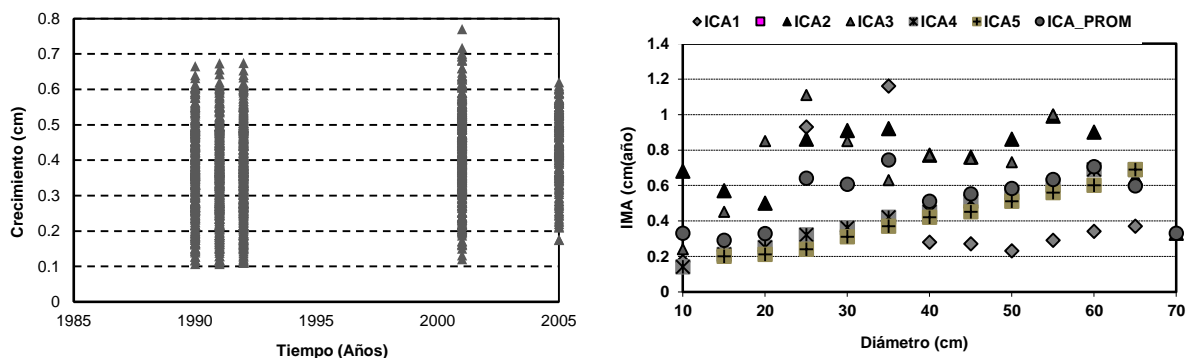 0.8
0.7
0.6
0.5
0.4
0.3
0.2
0.1
0
Crecimiento (cm)
1985 1990 1995 2000 2005
Tiempo (Años)
ICA1 ICA2 ICA3 ICA4 ICA5 ICA_PROM
1.4
1.2
1
0.8
0.6
0.4
0.2
0
IMA (cm(año)
10 20 30 40 50 60 70
Diámetro (cm)